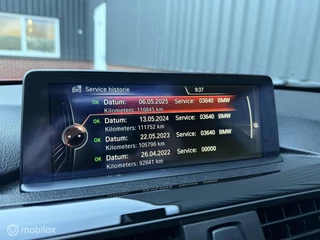 Service historie 9:37
OK Datum: 06.05.2025 Service: 03640 BMW
Kilometers: 116845 km
OK Datum: 13.05.2024 Service: 03640 BMW
Kilometers: 111752 km
OK Datum: 22.05.2023 Service: 03640 BMW
Kilometers: 105796 km
OK Datum: 26.04.2022 Service: 00000
Kilometers: 92641 km
mobilox